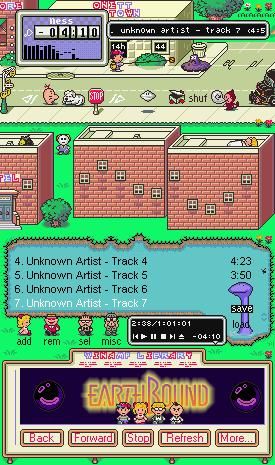 ONETT
TOWN
Ness
- 04:10
. unknown artist - track 7 <4:5
14h
44
STOP
shuf
4. Unknown Artist - Track 4 4:23
5. Unknown Artist - Track 5 3:50
6. Unknown Artist - Track 6
7. Unknown Artist - Track 7
save
load
add rem sel misc
2:38/1:01:01
-04:10
WINAMP LIBRARY
EARTHBOUND
Back Forward Stop Refresh More...